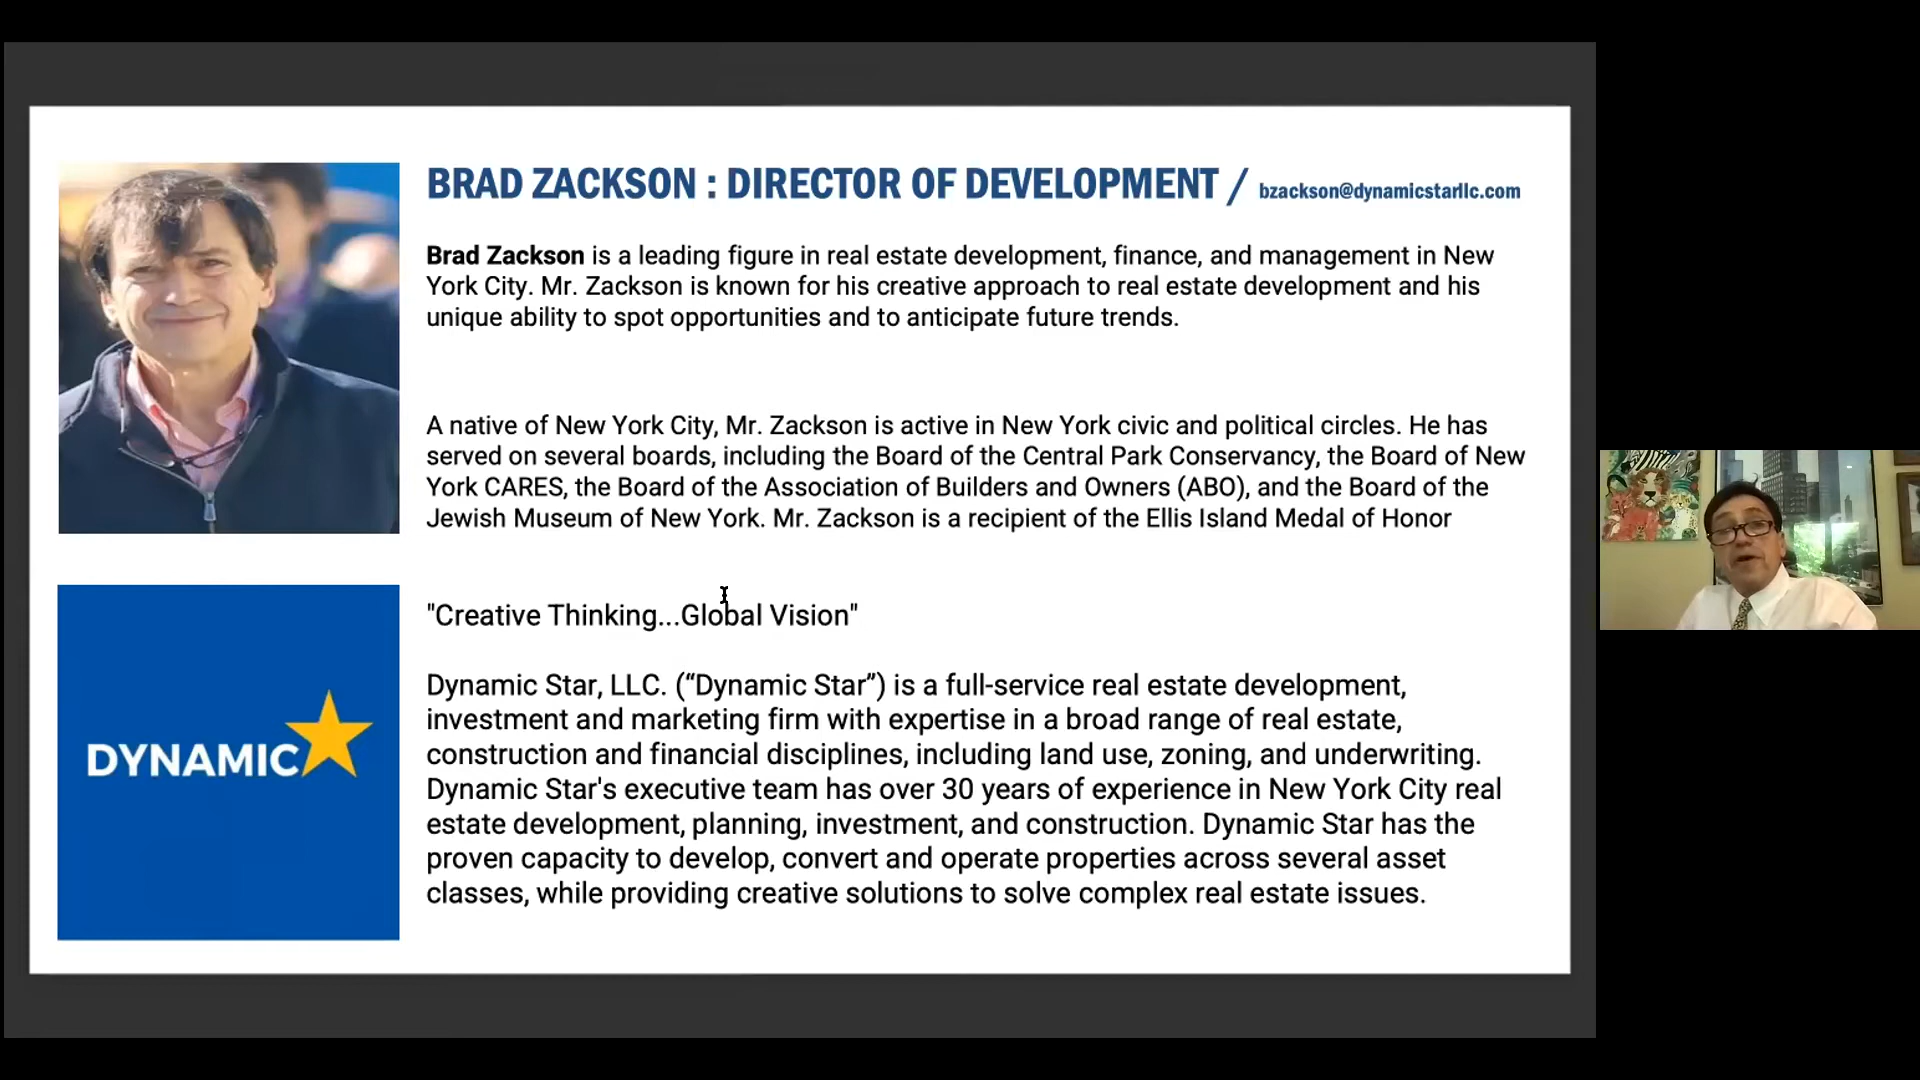 BRAD ZACKSON : DIRECTOR OF DEVELOPMENT / bzackson@dynamicstarllc.com
Brad Zackson is a leading figure in real estate development, finance, and management in New
York City. Mr. Zackson is known for his creative approach to real estate development and his
unique ability to spot opportunities and to anticipate future trends.
A native of New York City, Mr. Zackson is active in New York civic and political circles. He has
served on several boards, including the Board of the Central Park Conservancy, the Board of New
York CARES, the Board of the Association of Builders and Owners (ABO), and the Board of the
Jewish Museum of New York. Mr. Zackson is a recipient of the Ellis Island Medal of Honor
"Creative Thinking...Global Vision"
Dynamic Star, LLC. (“Dynamic Star”) is a full-service real estate development,
investment and marketing firm with expertise in a broad range of real estate,
construction and financial disciplines, including land use, zoning, and underwriting.
Dynamic Star's executive team has over 30 years of experience in New York City real
estate development, planning, investment, and construction. Dynamic Star has the
proven capacity to develop, convert and operate properties across several asset
classes, while providing creative solutions to solve complex real estate issues.
DYNAMIC